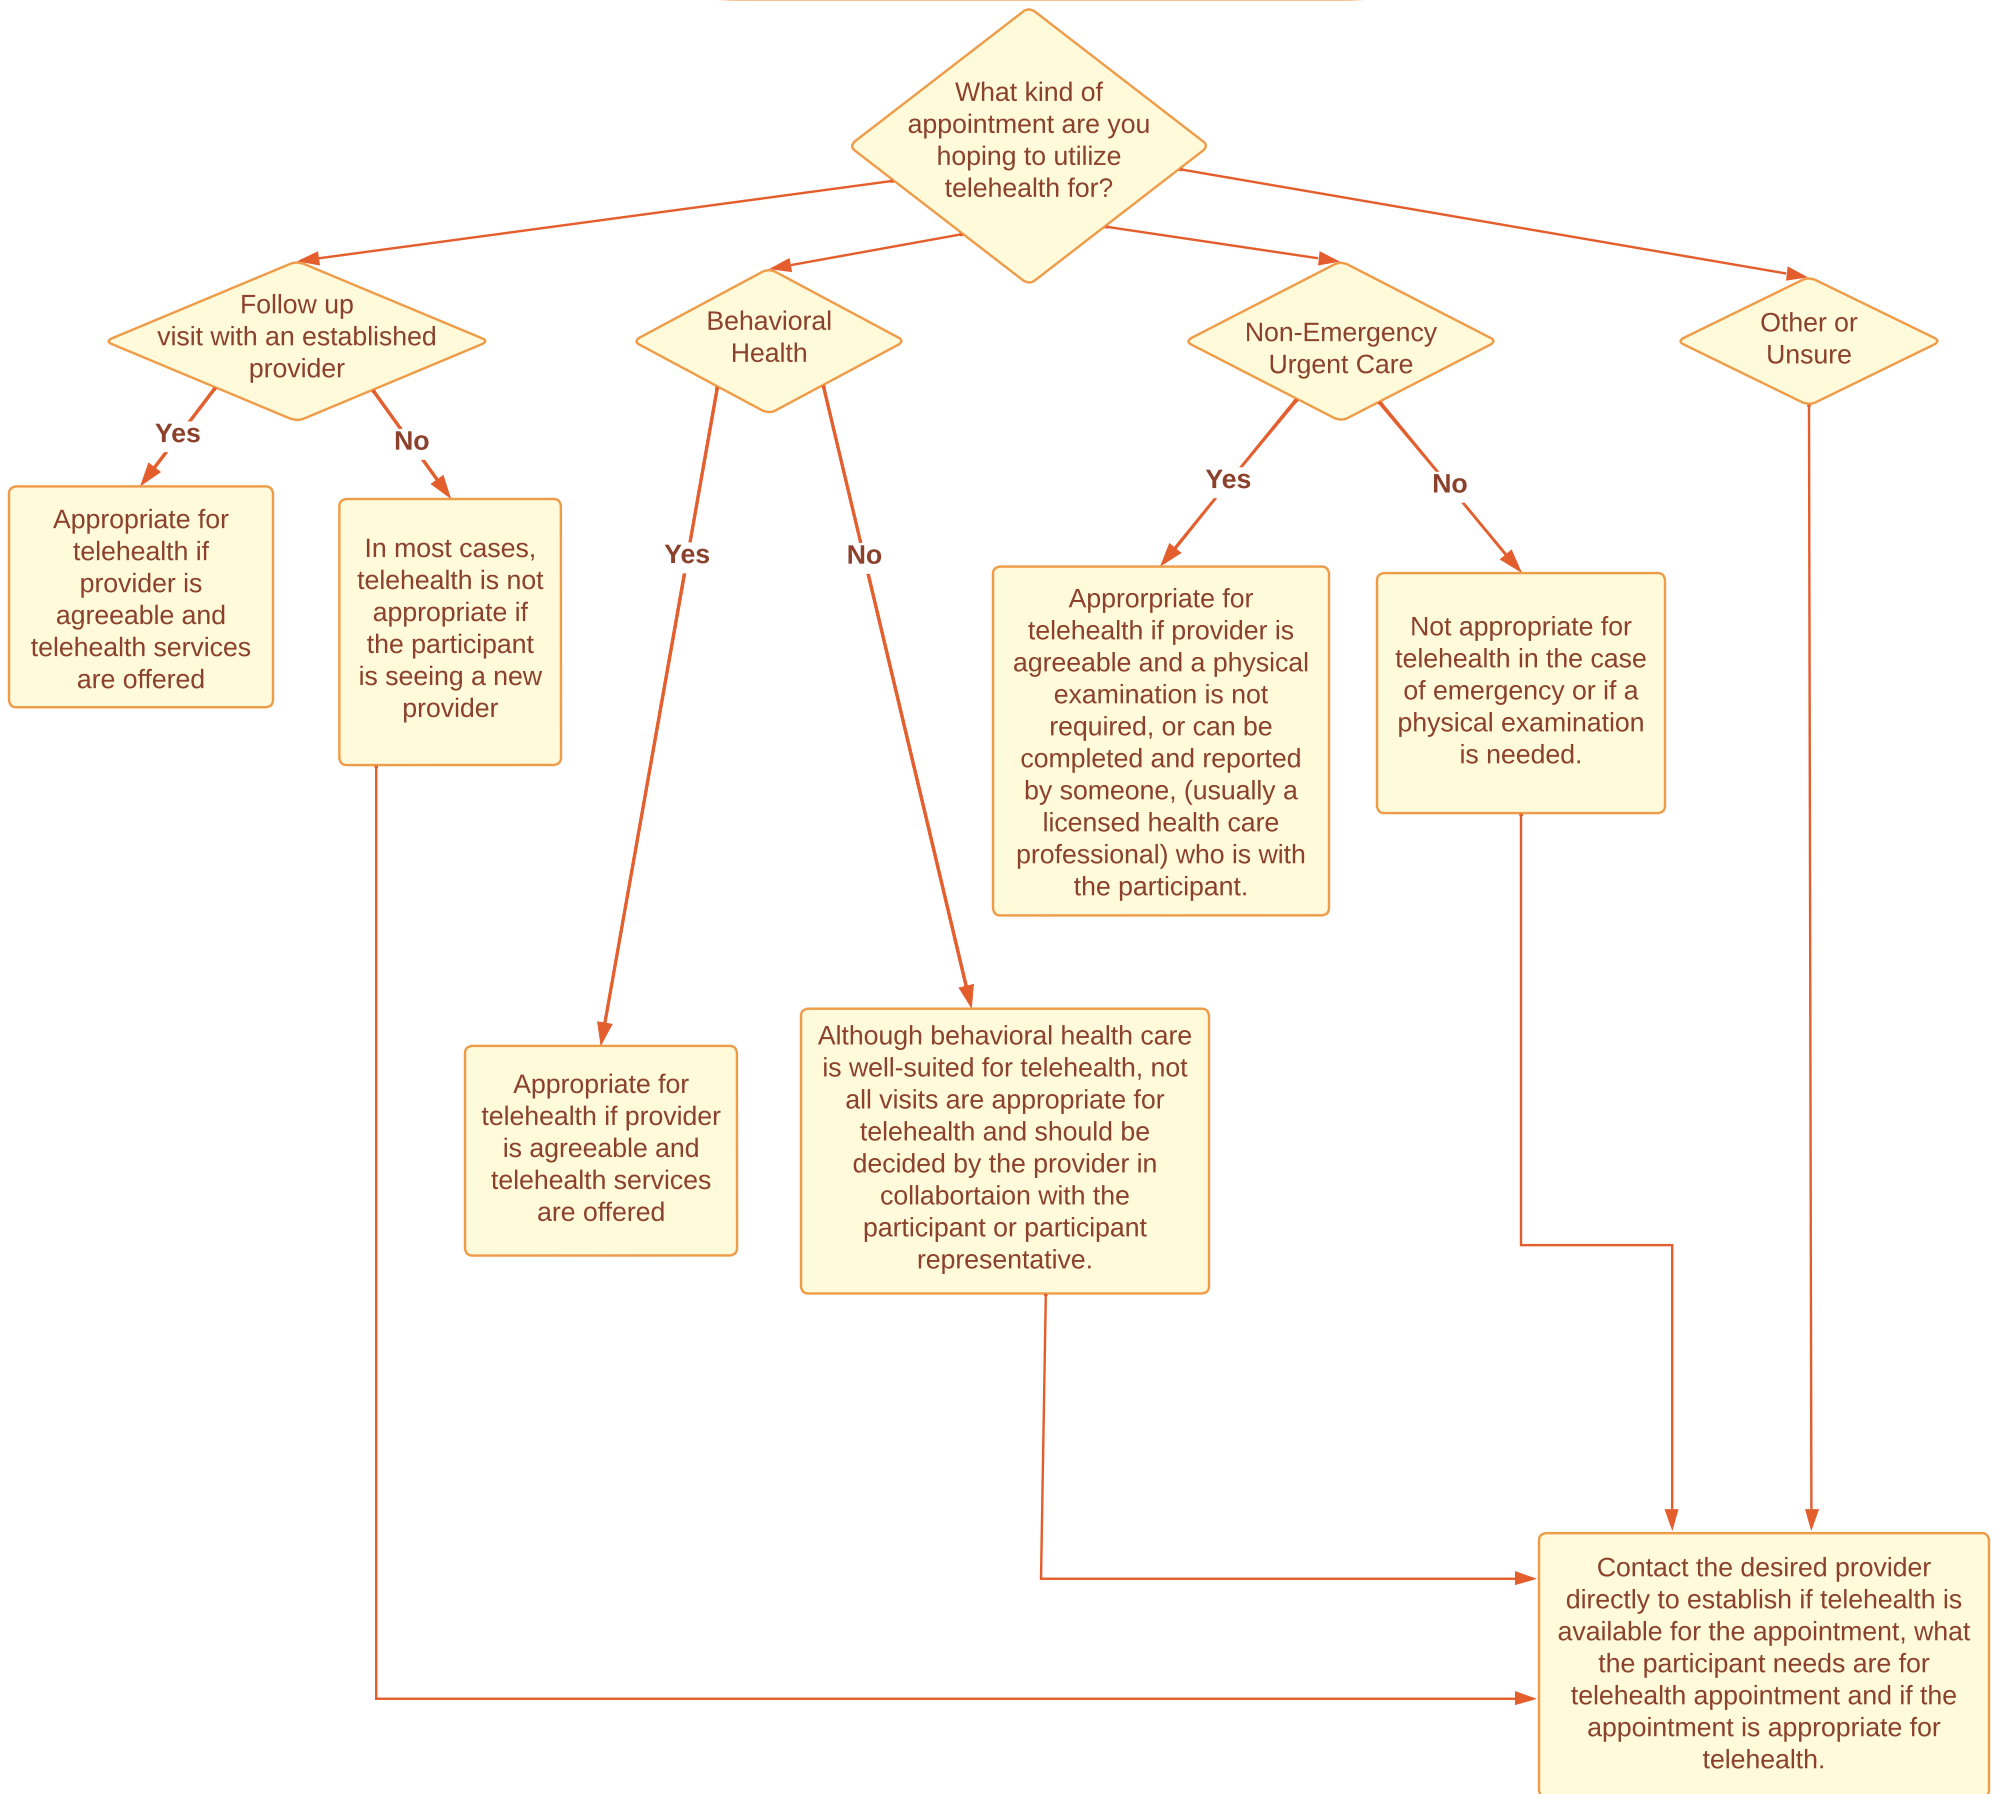 What kind of
appointment are you
hoping to utilize
telehealth for?
Follow up
visit with an established
provider
Behavioral
Health
Non-Emergency
Urgent Care
Other or
Unsure
Yes
No
Yes
No
Yes
No
Appropriate for
telehealth if
provider is
agreeable and
telehealth services
are offered
In most cases,
telehealth is not
appropriate if
the participant
is seeing a new
provider
Approrpriate for
telehealth if provider is
agreeable and a physical
examination is not
required, or can be
completed and reported
by someone, (usually a
licensed health care
professional) who is with
the participant.
Not appropriate for
telehealth in the case
of emergency or if a
physical examination
is needed.
Appropriate for
telehealth if provider
is agreeable and
telehealth services
are offered
Although behavioral health care
is well-suited for telehealth, not
all visits are appropriate for
telehealth and should be
decided by the provider in
collabortaion with the
participant or participant
representative.
Contact the desired provider
directly to establish if telehealth is
available for the appointment, what
the participant needs are for
telehealth appointment and if the
appointment is appropriate for
telehealth.